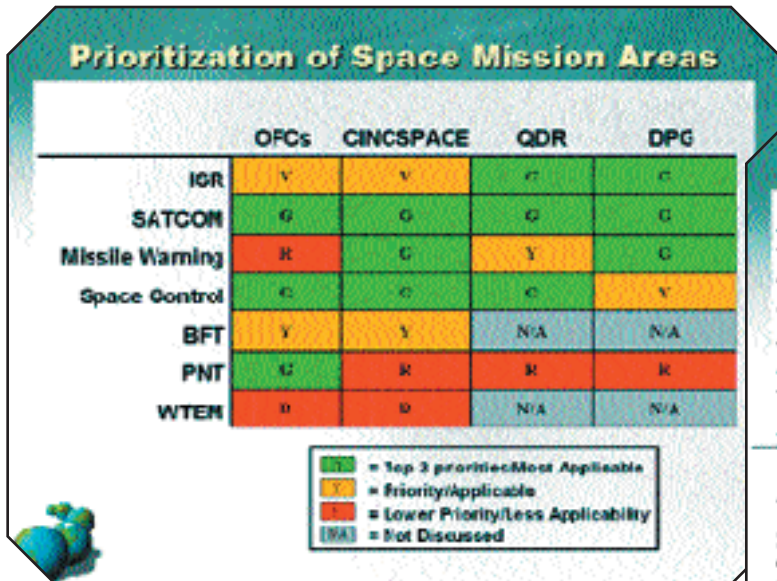 Prioritization of Space Mission Areas
OFCs CINCSPACE QDR DPG
IGR Y Y G G
SATCOM G G G G
Missile Warning R G Y G
Space Control G G G Y
BFT Y Y N/A N/A
PNT G R R R
WTEM R R N/A N/A
= Top 3 priorities/Most Applicable
Y = Priority/Applicable
= Lower Priority/Less Applicability
N/A = Not Discussed